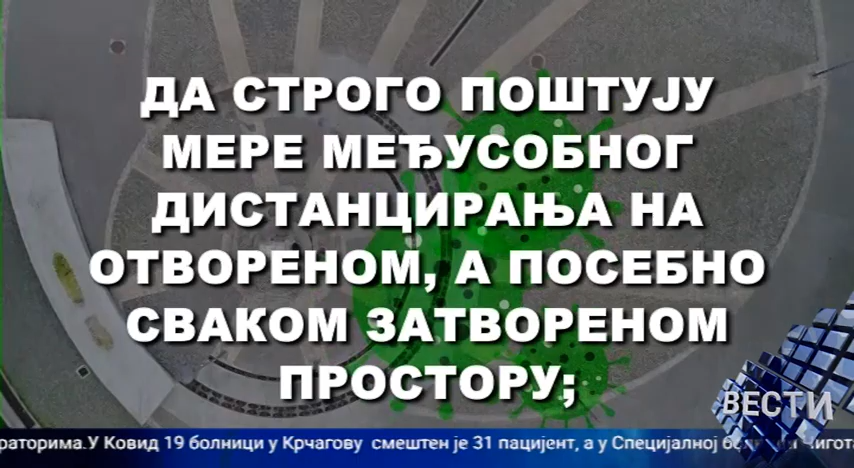 ДА СТРОГО ПОШТУЈУ
МЕРЕ МЕЂУСОБНОГ
ДИСТАНЦИРАЊА НА
ОТВОРЕНОМ, А ПОСЕБНО
СВАКОМ ЗАТВОРЕНОМ
ПРОСТОРУ;
ВЕСТИ
раторима.У Ковид 19 болници у Крчагову смештен је 31 пацијент, а у Специјалној